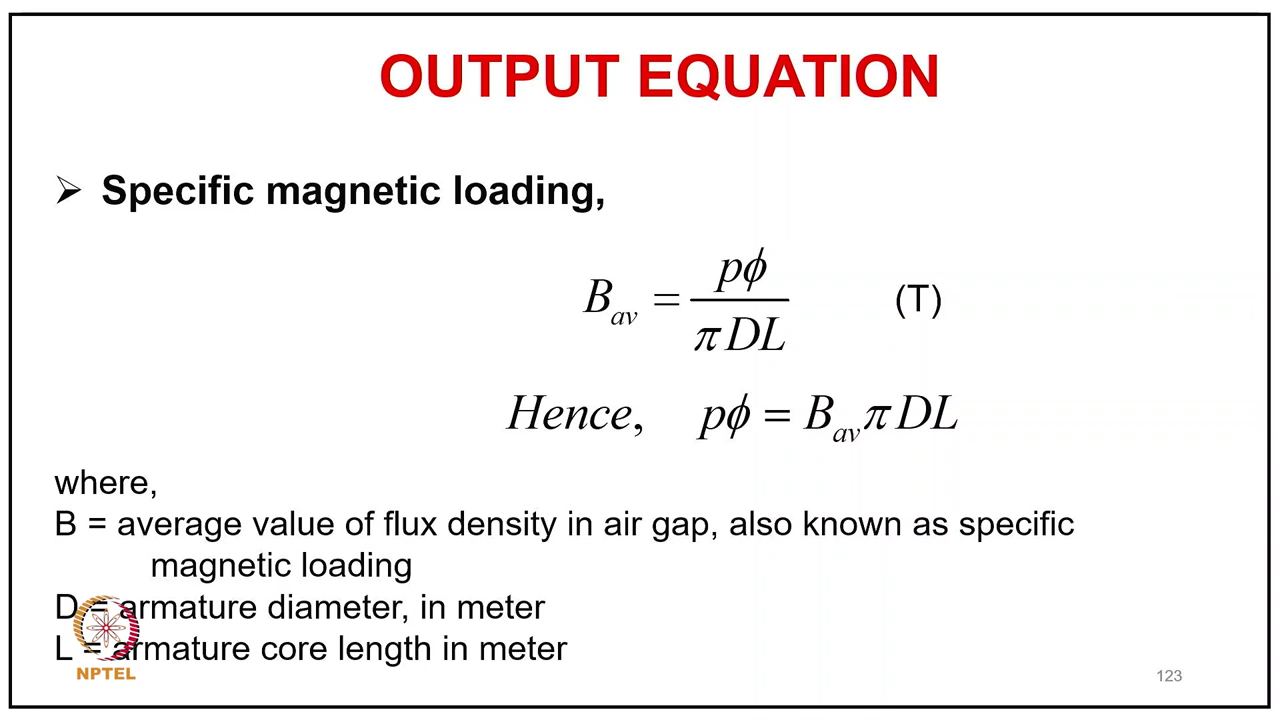 OUTPUT EQUATION
➢ Specific magnetic loading,
B_av = pϕ / πDL (T)
Hence, pϕ = B_av πDL
where,
B = average value of flux density in air gap, also known as specific
magnetic loading
D = armature diameter, in meter
L = armature core length in meter
NPTEL
123